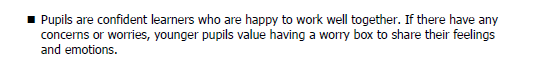 ■ Pupils are confident learners who are happy to work well together. If there have any
concerns or worries, younger pupils value having a worry box to share their feelings
and emotions.